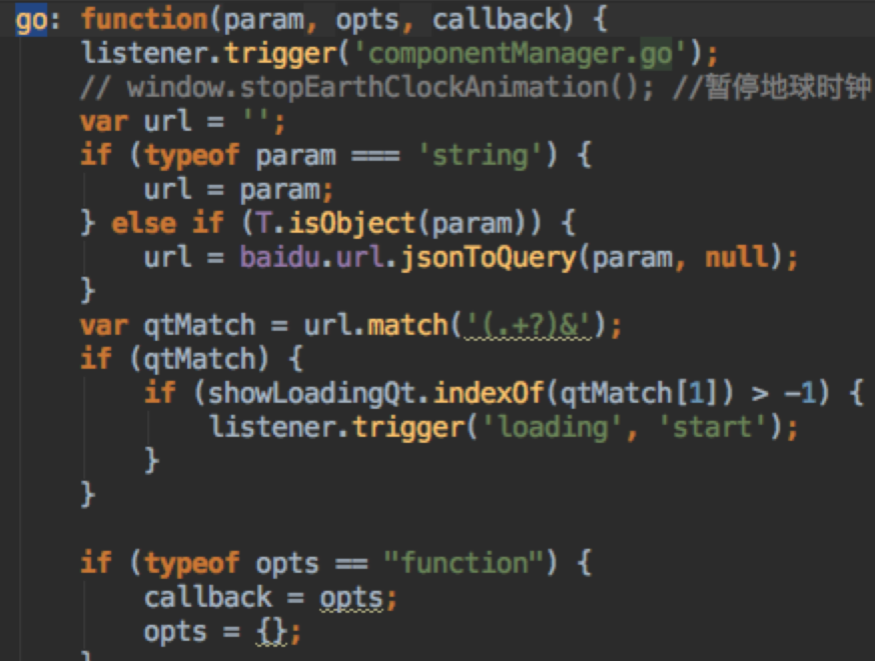 go: function(param, opts, callback) {
listener.trigger('componentManager.go');
// window.stopEarthClockAnimation(); //暂停地球时钟
var url = '';
if (typeof param === 'string') {
url = param;
} else if (T.isObject(param)) {
url = baidu.url.jsonToQuery(param, null);
}
var qtMatch = url.match('(.+?)&');
if (qtMatch) {
if (showLoadingQt.indexOf(qtMatch[1]) > -1) {
listener.trigger('loading', 'start');
}
}
if (typeof opts == "function") {
callback = opts;
opts = {};
}